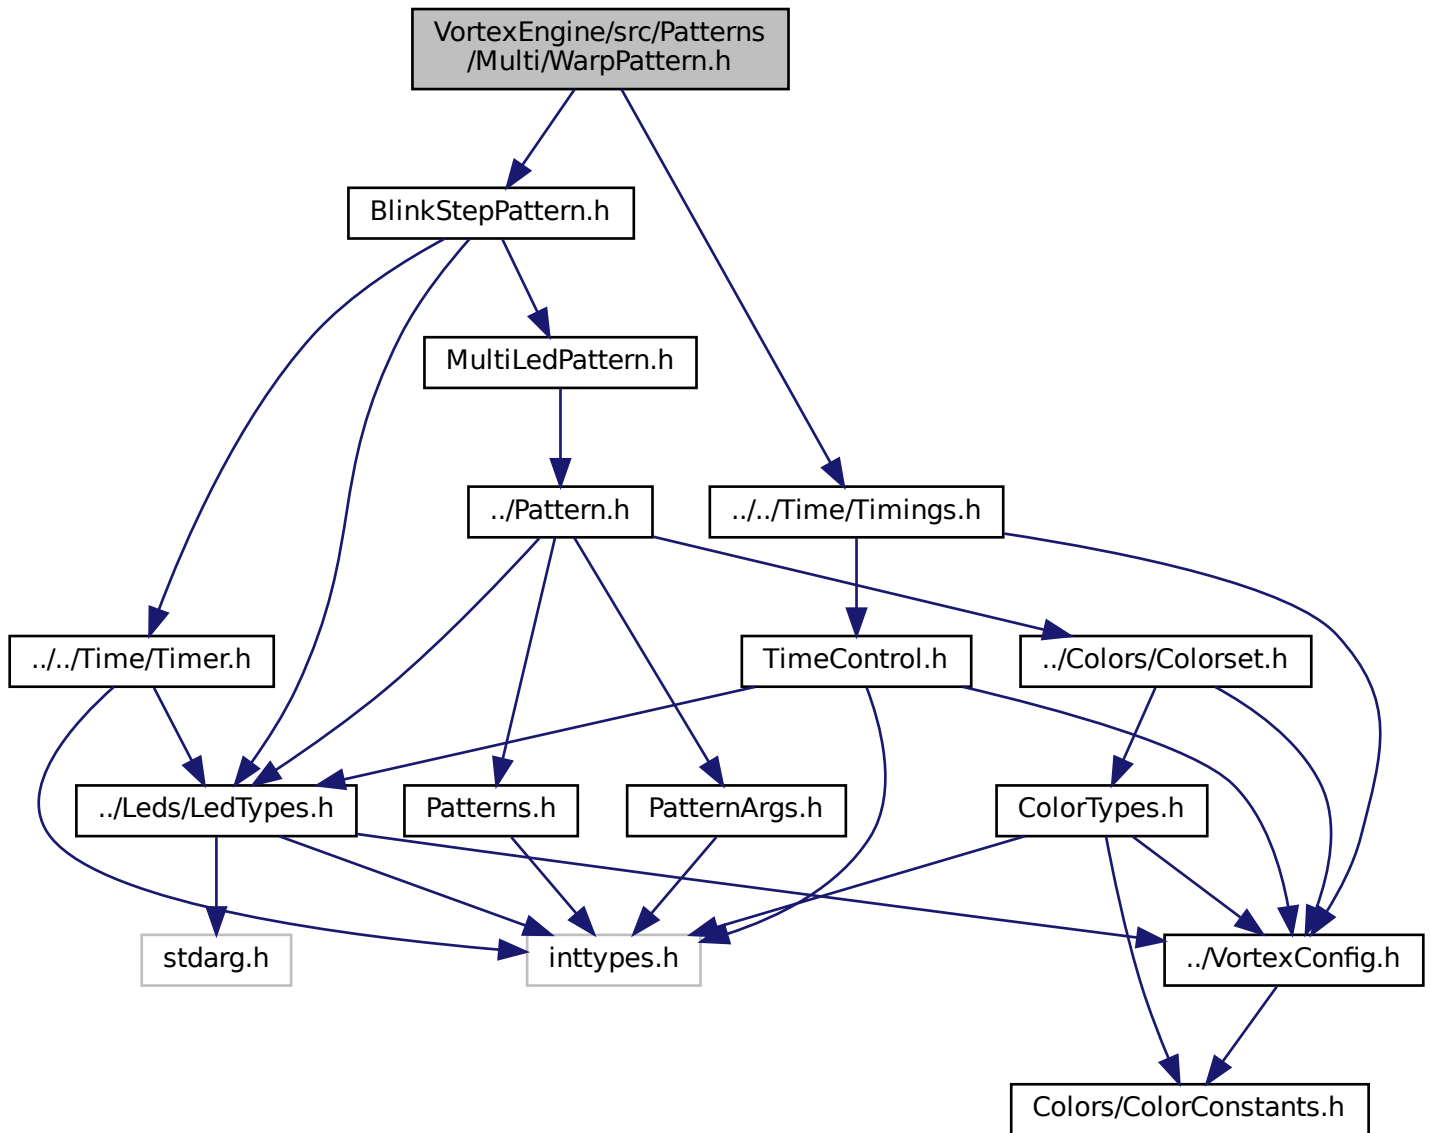 VortexEngine/src/Patterns
/Multi/WarpPattern.h
BlinkStepPattern.h
MultiLedPattern.h
../Pattern.h
../../Time/Timings.h
../../Time/Timer.h
TimeControl.h
../Colors/Colorset.h
../Leds/LedTypes.h
Patterns.h
PatternArgs.h
ColorTypes.h
stdarg.h
inttypes.h
../VortexConfig.h
Colors/ColorConstants.h